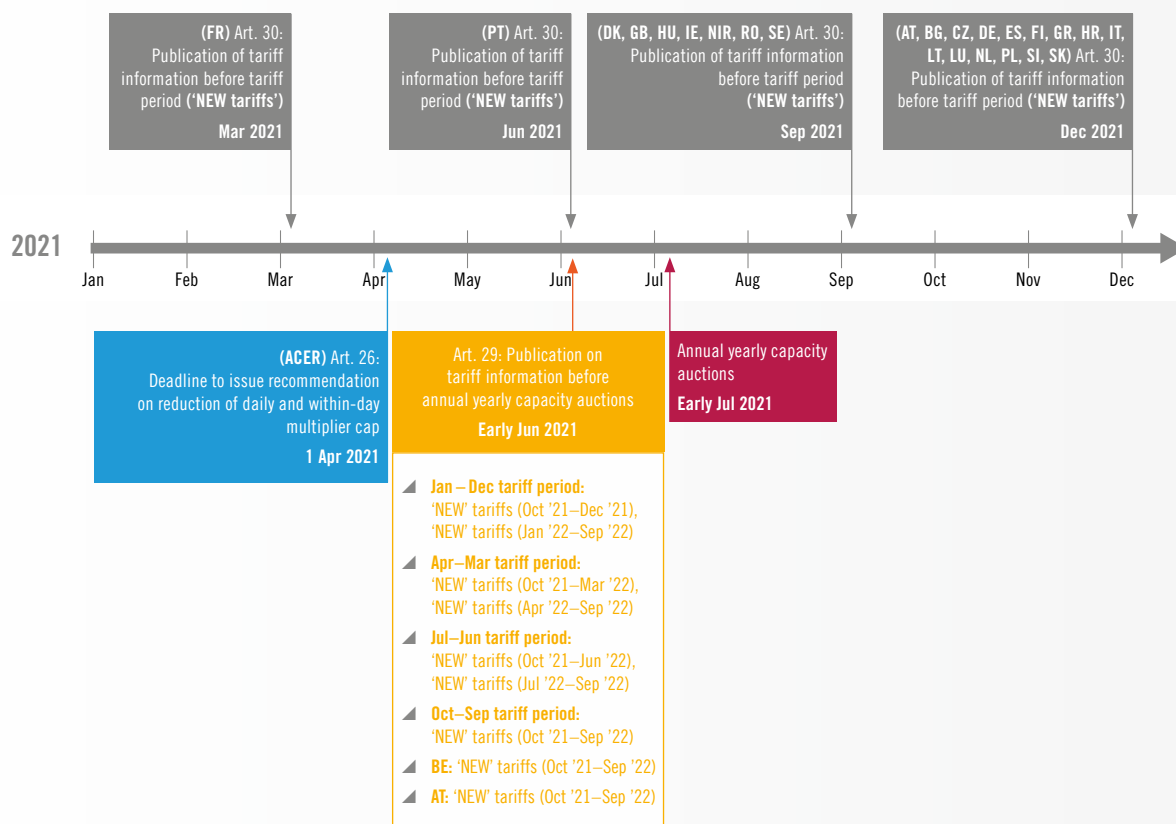 (FR) Art. 30:
Publication of tariff
information before tariff
period (‘NEW tariffs’)
Mar 2021
(PT) Art. 30:
Publication of tariff
information before tariff
period (‘NEW tariffs’)
Jun 2021
(DK, GB, HU, IE, NIR, RO, SE) Art. 30:
Publication of tariff information
before tariff period
(‘NEW tariffs’)
Sep 2021
(AT, BG, CZ, DE, ES, FI, GR, HR, IT,
LT, LU, NL, PL, SI, SK) Art. 30:
Publication of tariff information
before tariff period (‘NEW tariffs’)
Dec 2021
2021
Jan Feb Mar Apr May Jun Jul Aug Sep Oct Nov Dec
(ACER) Art. 26:
Deadline to issue recommendation
on reduction of daily and within-day
multiplier cap
1 Apr 2021
Art. 29: Publication on
tariff information before
annual yearly capacity auctions
Early Jun 2021
Annual yearly capacity
auctions
Early Jul 2021
Jan – Dec tariff period:
‘NEW’ tariffs (Oct ’21–Dec ’21),
‘NEW’ tariffs (Jan ’22–Sep ’22)
Apr–Mar tariff period:
‘NEW’ tariffs (Oct ’21–Mar ’22),
‘NEW’ tariffs (Apr ’22–Sep ’22)
Jul–Jun tariff period:
‘NEW’ tariffs (Oct ’21–Jun ’22),
‘NEW’ tariffs (Jul ’22–Sep ’22)
Oct–Sep tariff period:
‘NEW’ tariffs (Oct ’21–Sep ’22)
BE: ‘NEW’ tariffs (Oct ’21–Sep ’22)
AT: ‘NEW’ tariffs (Oct ’21–Sep ’22)